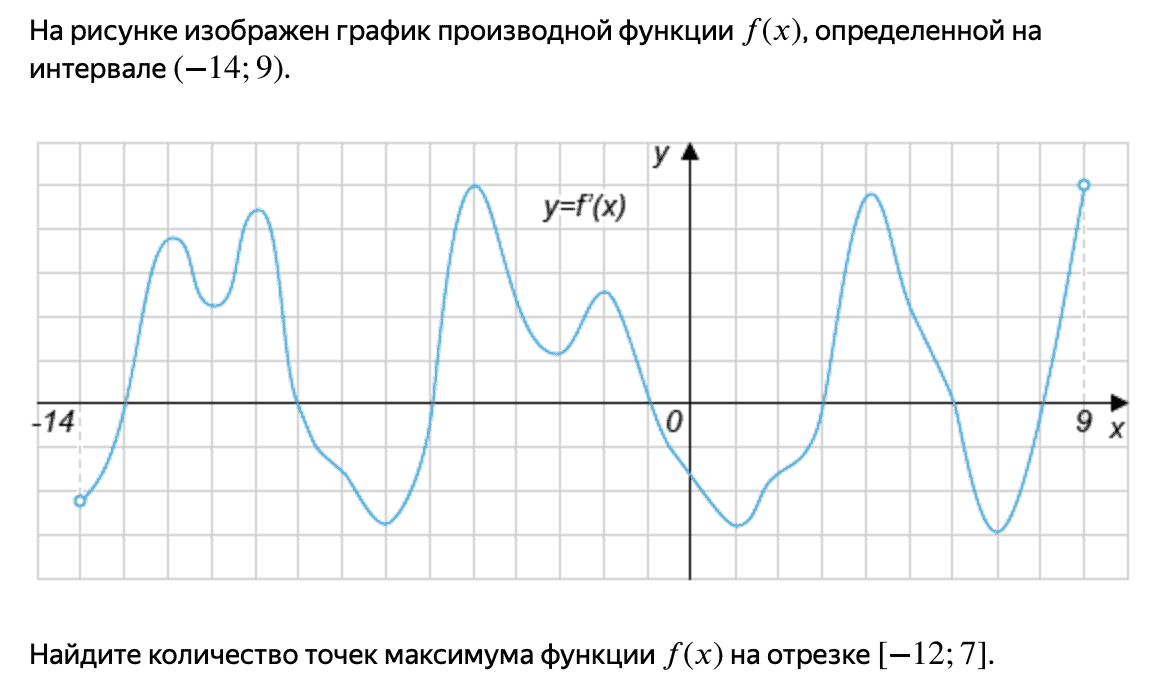 На рисунке изображен график производной функции f(x), определенной на
интервале (−14; 9).
y
y=f'(x)
-14
0
9
x
Найдите количество точек максимума функции f(x) на отрезке [−12; 7].